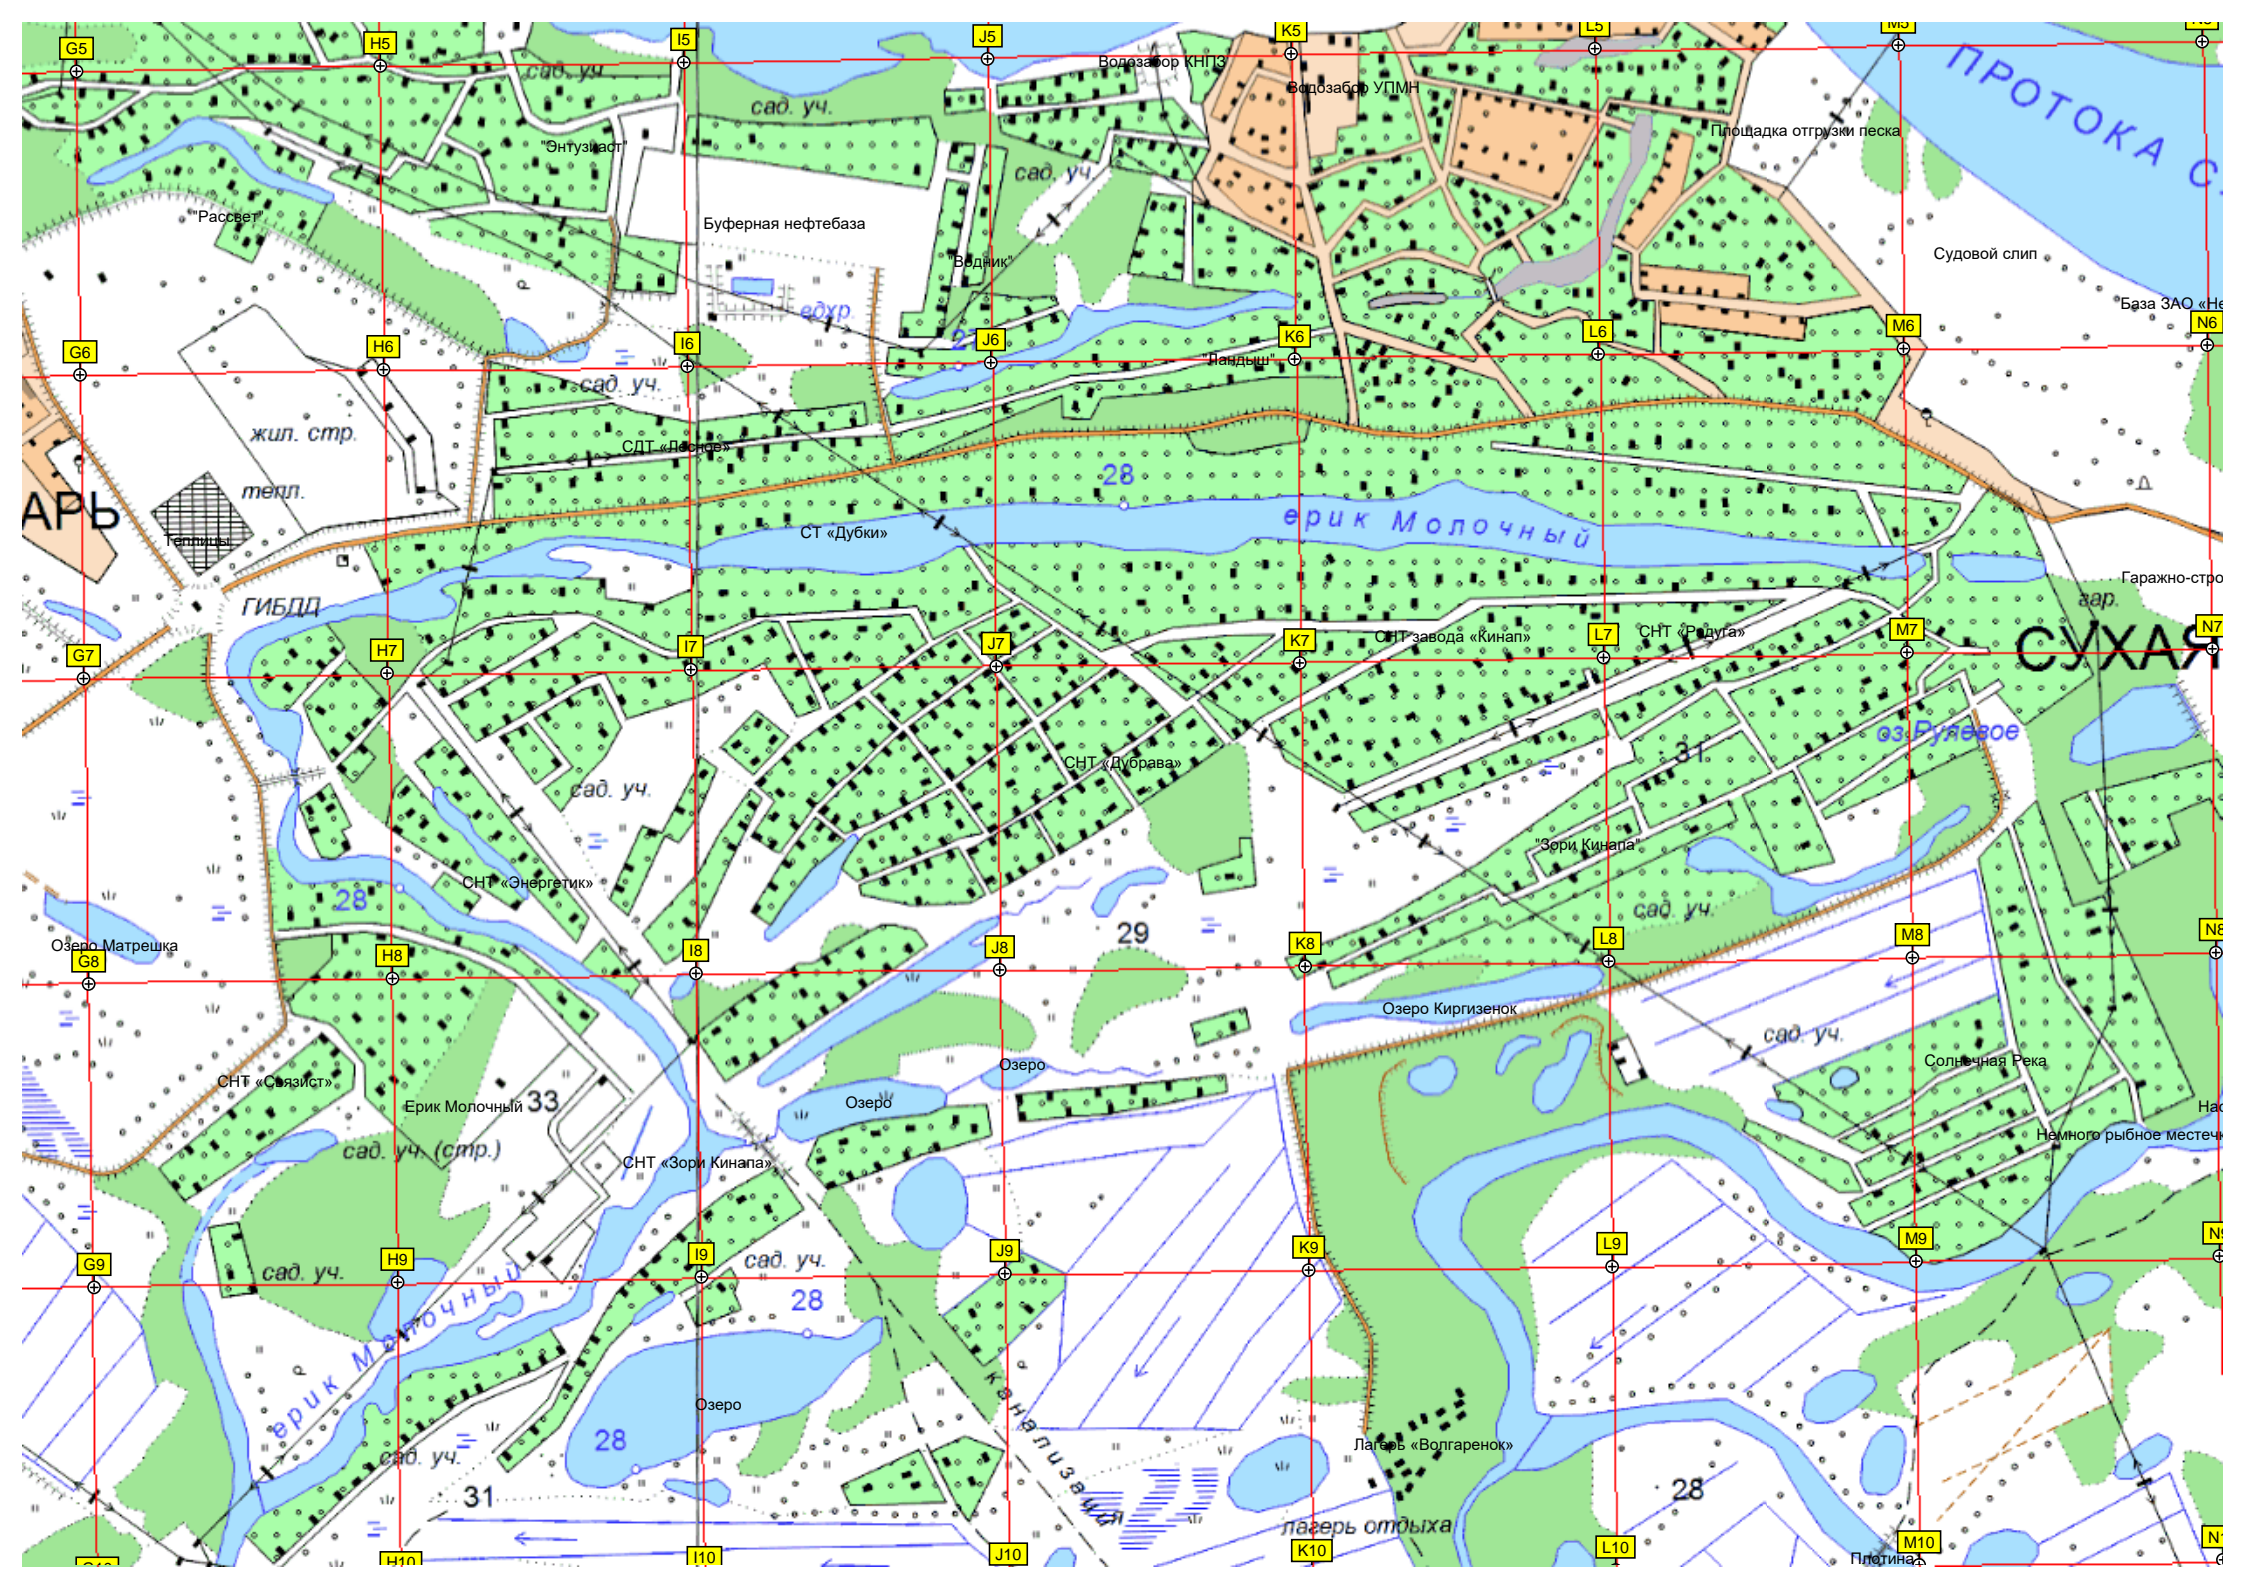 G5
H5
I5
J5
K5
L5
M5
сад. уч.
Водозабор КНПЗ
Водозабор УПМН
ПРОТОКА С
сад. уч.
Площадка отгрузки песка
"Энтузиаст"
сад. уч.
"Рассвет"
Буферная нефтебаза
"Водник"
Судовой слип
вдхр.
База ЗАО «Не
27
G6
H6
I6
J6
K6
L6
M6
N6
"Ландыш"
сад. уч.
жил. стр.
СДТ «Лесное»
28
тепл.
АРЬ
ерик Молочный
СТ «Дубки»
Теплицы
Гаражно-стро
гар.
ГИБДД
СНТ завода «Кинап»
СНТ «Радуга»
СУХАЯ
G7
H7
I7
J7
K7
L7
M7
N7
оз.Рулевое
31
СНТ «Дубрава»
сад. уч.
"Зори Кинапа"
СНТ «Энергетик»
28
сад. уч.
29
Озеро Матрешка
G8
H8
I8
J8
K8
L8
M8
N8
Озеро Киргизенок
сад. уч.
Солнечная Река
Озеро
СНТ «Связист»
Ерик Молочный
33
Озеро
Нас
Немного рыбное местечк
сад. уч. (стр.)
СНТ «Зори Кинапа»
G9
H9
I9
J9
K9
L9
M9
сад. уч.
сад. уч.
28
ерик Молочный
Озеро
канализация
28
Лагерь «Волгаренок»
сад. уч.
31
28
лагерь отдыха
Плотина
H10
I10
J10
K10
L10
M10